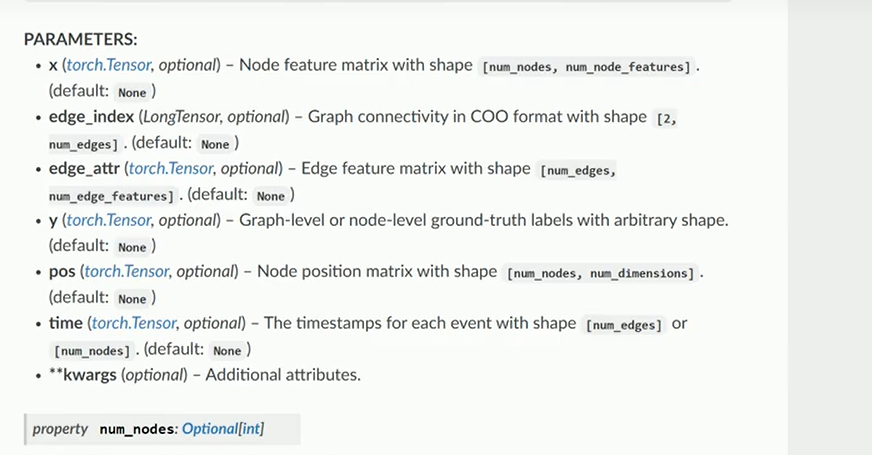 PARAMETERS:
• x (torch.Tensor, optional) – Node feature matrix with shape [num_nodes, num_node_features] .
(default: None )
• edge_index (LongTensor, optional) – Graph connectivity in COO format with shape [2,
num_edges] . (default: None )
• edge_attr (torch.Tensor, optional) – Edge feature matrix with shape [num_edges,
num_edge_features] . (default: None )
• y (torch.Tensor, optional) – Graph-level or node-level ground-truth labels with arbitrary shape.
(default: None )
• pos (torch.Tensor, optional) – Node position matrix with shape [num_nodes, num_dimensions] .
(default: None )
• time (torch.Tensor, optional) – The timestamps for each event with shape [num_edges] or
[num_nodes] . (default: None )
• **kwargs (optional) – Additional attributes.
property num_nodes: Optional[int]